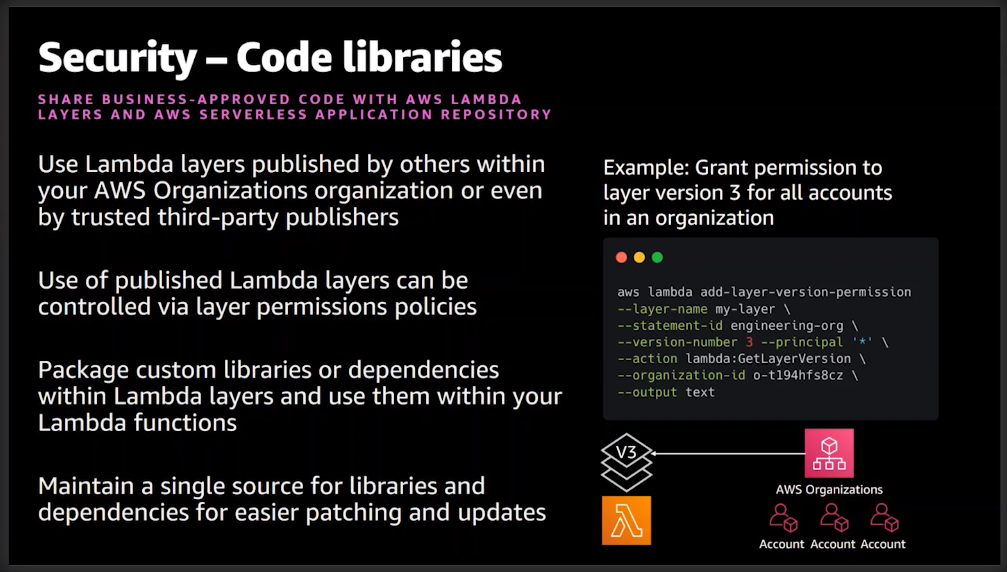 Security – Code libraries
SHARE BUSINESS-APPROVED CODE WITH AWS LAMBDA
LAYERS AND AWS SERVERLESS APPLICATION REPOSITORY
Use Lambda layers published by others within
your AWS Organizations organization or even
by trusted third-party publishers
Use of published Lambda layers can be
controlled via layer permissions policies
Package custom libraries or dependencies
within Lambda layers and use them within your
Lambda functions
Maintain a single source for libraries and
dependencies for easier patching and updates
Example: Grant permission to
layer version 3 for all accounts
in an organization
aws lambda add-layer-version-permission
--layer-name my-layer \
--statement-id engineering-org \
--version-number 3 --principal '*' \
--action lambda:GetLayerVersion \
--organization-id o-t194hfs8cz \
--output text
V3
AWS Organizations
Account Account Account